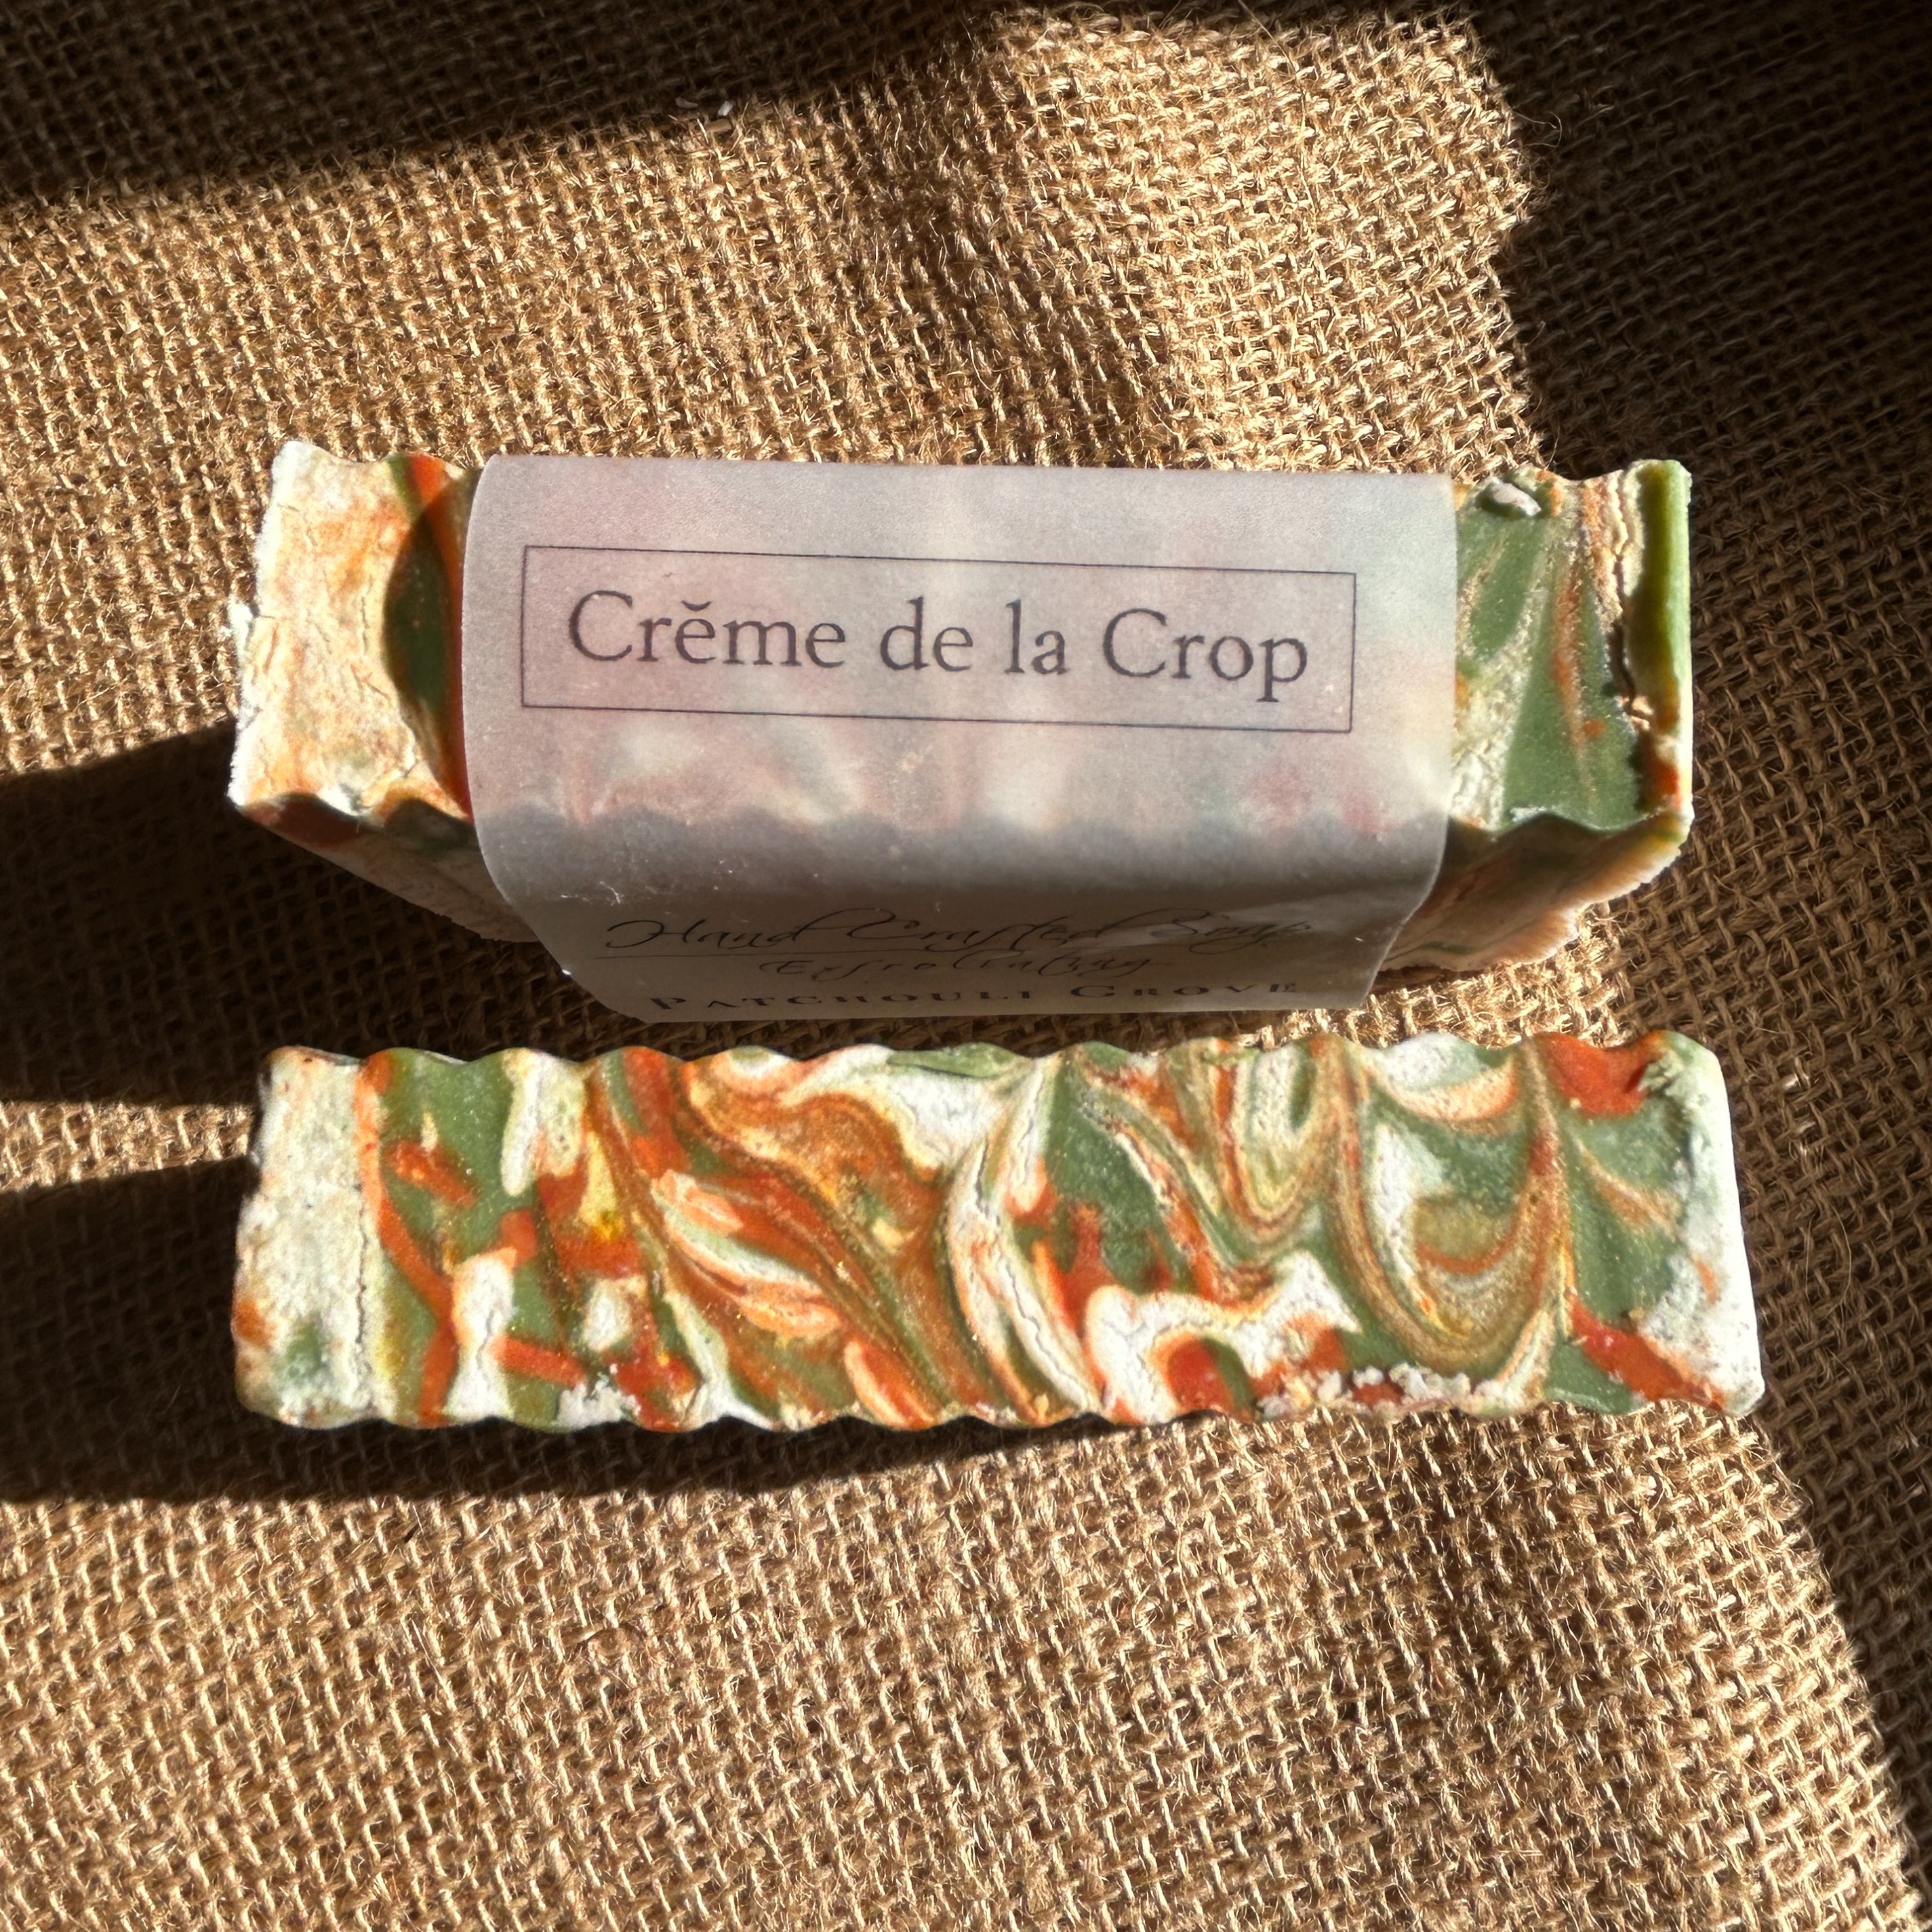 Crĕme de la Crop
Hand Crafted Soap
Exfoliating
PATCHOULI GROVE